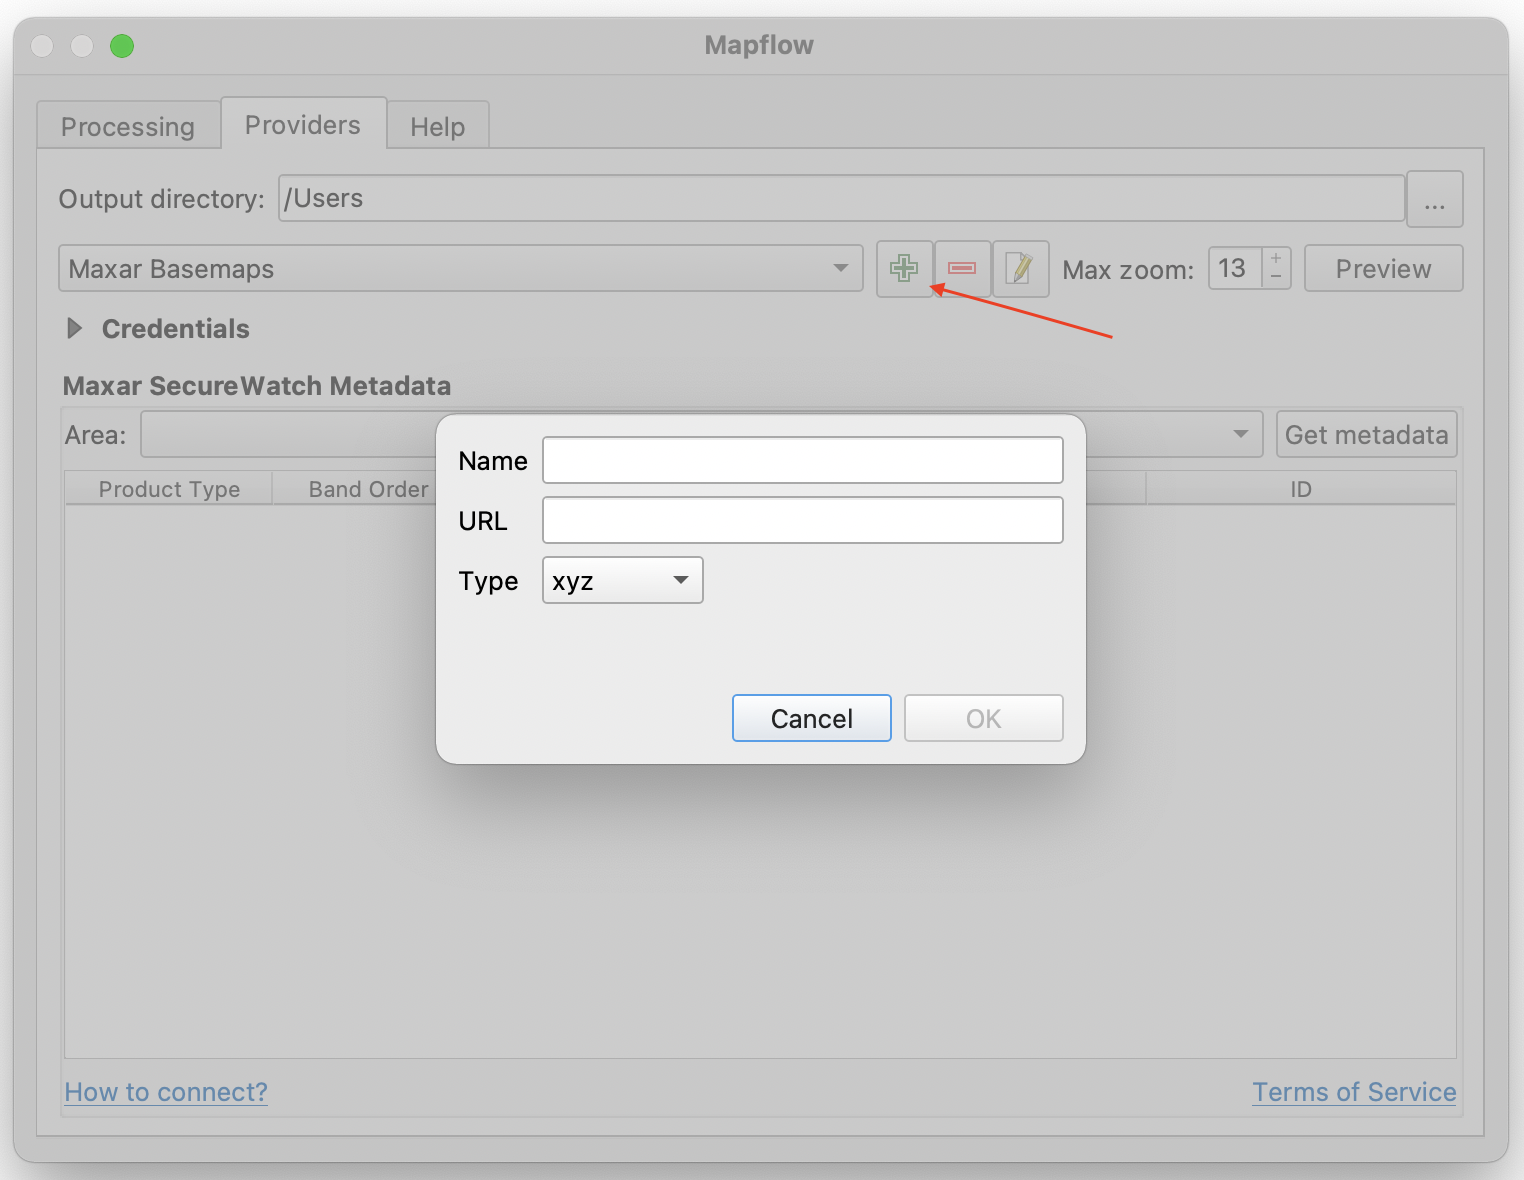 Mapflow
Processing Providers Help
Output directory: /Users ...
Maxar Basemaps Max zoom: 13 Preview
Credentials
Maxar SecureWatch Metadata
Area: Get metadata
Product Type Band Order ID
Name
URL
Type xyz
Cancel OK
How to connect? Terms of Service